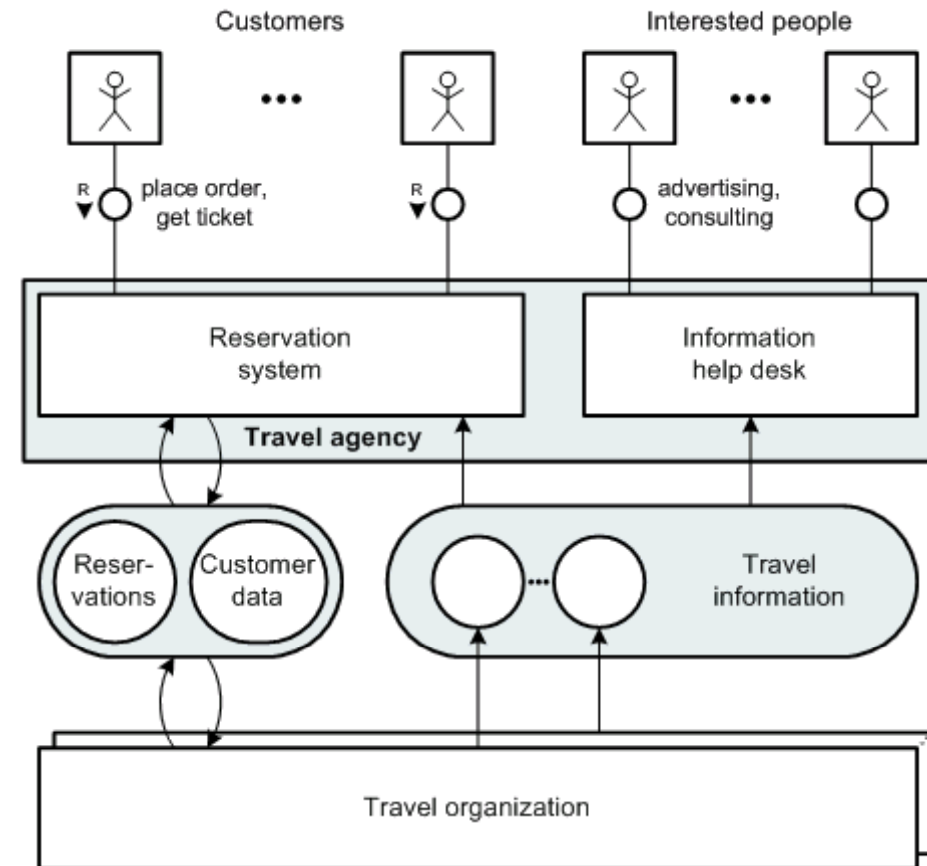 Customers
Interested people
R
place order,
get ticket
R
advertising,
consulting
Reservation
system
Information
help desk
Travel agency
Reser-
vations
Customer
data
Travel
information
Travel organization